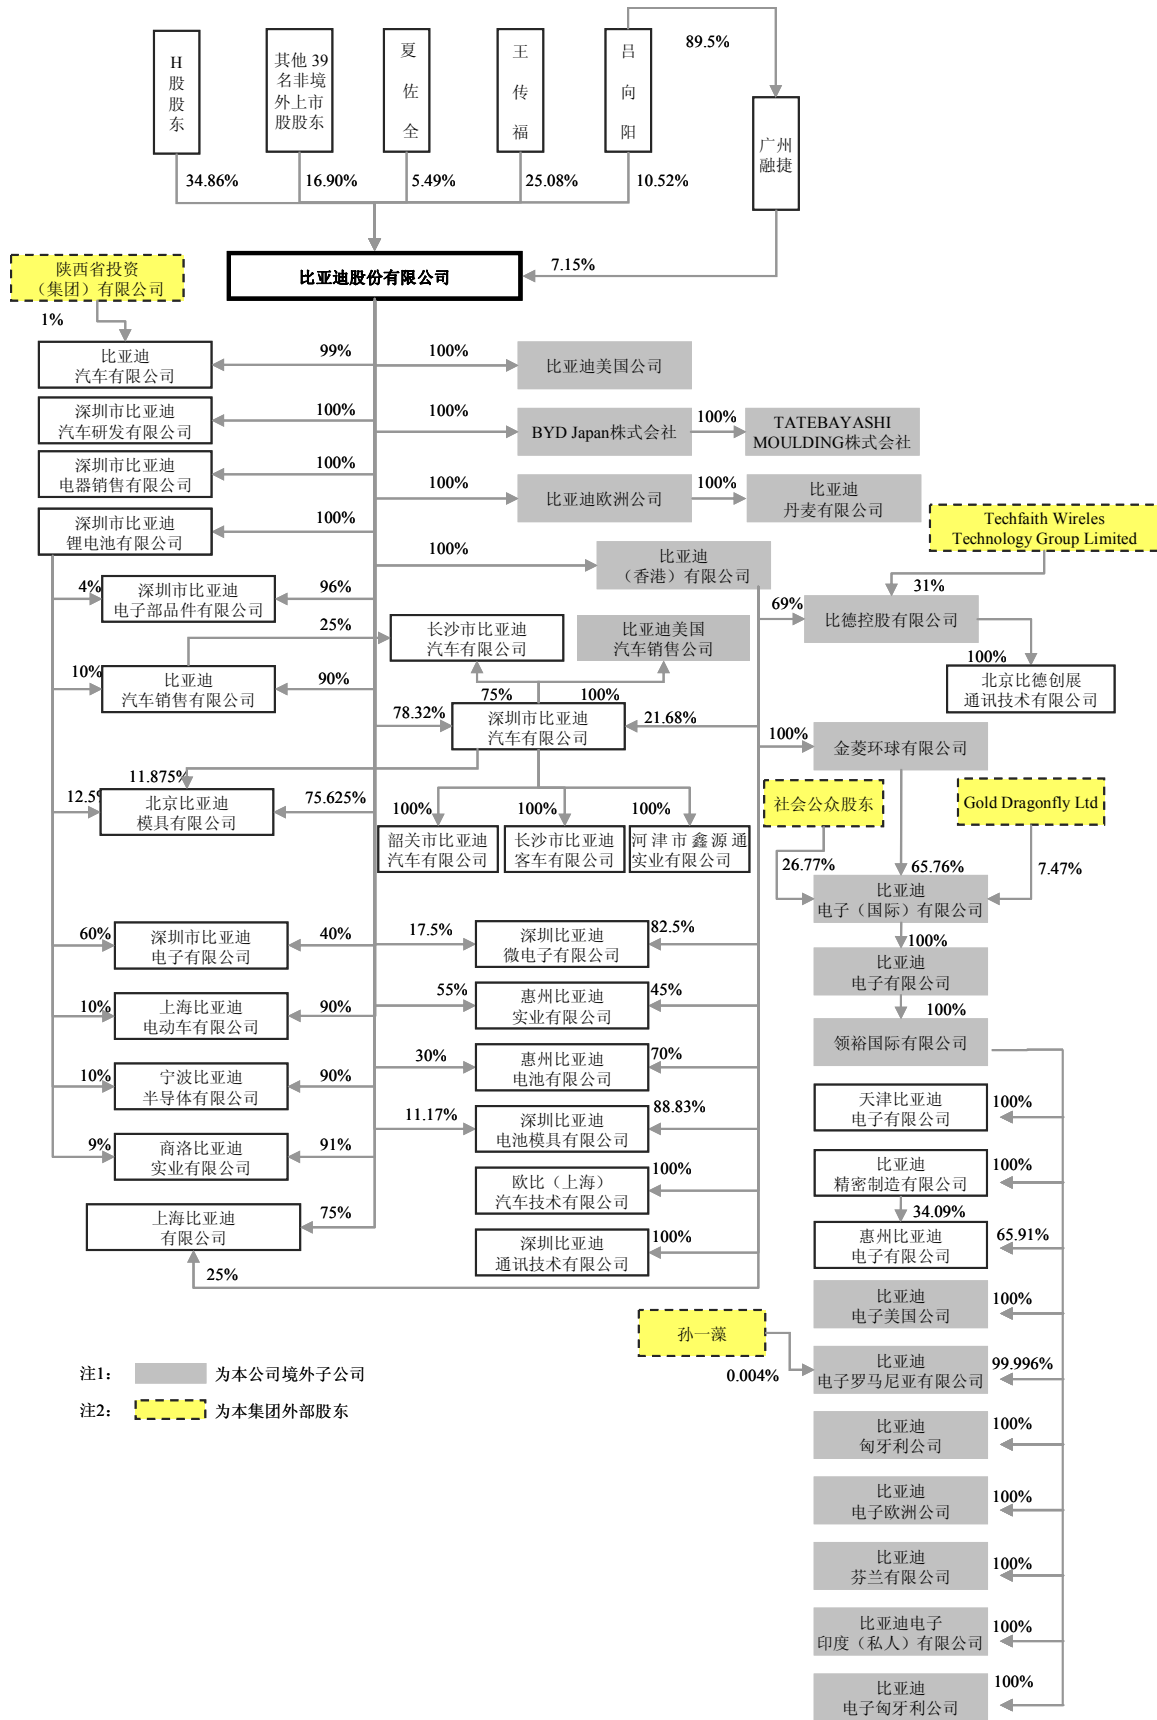 89.5%
H
股
股
东
其他 39
名非境
外上市
股股东
夏
佐
全
王
传
福
吕
向
阳
广州
融捷
34.86%
16.90%
5.49%
25.08%
10.52%
陕西省投资
（集团）有限公司
比亚迪股份有限公司
7.15%
1%
比亚迪
汽车有限公司
99%
100%
比亚迪美国公司
深圳市比亚迪
汽车研发有限公司
100%
100%
BYD Japan株式会社
100%
TATEBAYASHI
MOULDING株式会社
深圳市比亚迪
电器销售有限公司
100%
100%
比亚迪欧洲公司
100%
比亚迪
丹麦有限公司
深圳市比亚迪
锂电池有限公司
100%
Techfaith Wireles
Technology Group Limited
100%
比亚迪
（香港）有限公司
4%
深圳市比亚迪
电子部品件有限公司
96%
31%
69%
比德控股有限公司
25%
长沙市比亚迪
汽车有限公司
比亚迪美国
汽车销售公司
100%
北京比德创展
通讯技术有限公司
10%
比亚迪
汽车销售有限公司
90%
75%
100%
78.32%
深圳市比亚迪
汽车有限公司
21.68%
100%
金菱环球有限公司
11.875%
12.5%
北京比亚迪
模具有限公司
75.625%
社会公众股东
Gold Dragonfly Ltd
100%
100%
100%
韶关市比亚迪
汽车有限公司
长沙市比亚迪
客车有限公司
河津市鑫源通
实业有限公司
26.77%
65.76%
7.47%
比亚迪
电子（国际）有限公司
60%
深圳市比亚迪
电子有限公司
40%
17.5%
深圳比亚迪
微电子有限公司
82.5%
100%
比亚迪
电子有限公司
10%
上海比亚迪
电动车有限公司
90%
55%
惠州比亚迪
实业有限公司
45%
100%
领裕国际有限公司
10%
宁波比亚迪
半导体有限公司
90%
30%
惠州比亚迪
电池有限公司
70%
天津比亚迪
电子有限公司
100%
9%
商洛比亚迪
实业有限公司
91%
11.17%
深圳比亚迪
电池模具有限公司
88.83%
比亚迪
精密制造有限公司
100%
欧比（上海）
汽车技术有限公司
100%
34.09%
上海比亚迪
有限公司
75%
深圳比亚迪
通讯技术有限公司
100%
惠州比亚迪
电子有限公司
65.91%
25%
比亚迪
电子美国公司
100%
孙一藻
0.004%
比亚迪
电子罗马尼亚有限公司
99.996%
注1：
为本公司境外子公司
注2：
为本集团外部股东
比亚迪
匈牙利公司
100%
比亚迪
电子欧洲公司
100%
比亚迪
芬兰有限公司
100%
比亚迪电子
印度（私人）有限公司
100%
比亚迪
电子匈牙利公司
100%